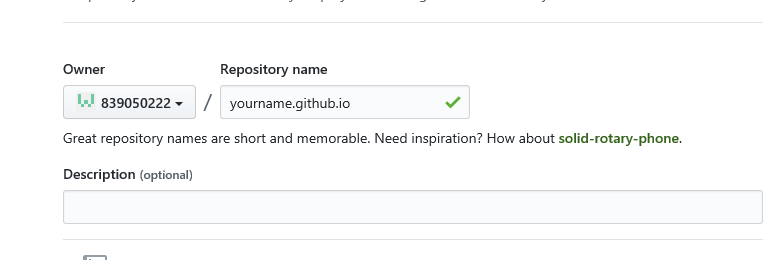 Owner
Repository name
839050222
/
yourname.github.io
Great repository names are short and memorable. Need inspiration? How about solid-rotary-phone.
Description (optional)